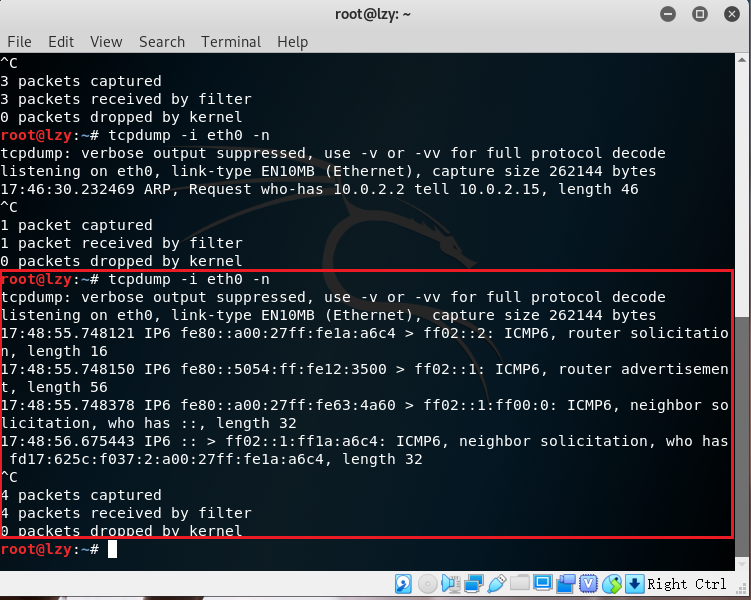 root@lzy: ~
File Edit View Search Terminal Help
^C
3 packets captured
3 packets received by filter
0 packets dropped by kernel
root@lzy:~# tcpdump -i eth0 -n
tcpdump: verbose output suppressed, use -v or -vv for full protocol decode
listening on eth0, link-type EN10MB (Ethernet), capture size 262144 bytes
17:46:30.232469 ARP, Request who-has 10.0.2.2 tell 10.0.2.15, length 46
^C
1 packet captured
1 packet received by filter
0 packets dropped by kernel
root@lzy:~# tcpdump -i eth0 -n
tcpdump: verbose output suppressed, use -v or -vv for full protocol decode
listening on eth0, link-type EN10MB (Ethernet), capture size 262144 bytes
17:48:55.748121 IP6 fe80::a00:27ff:fe1a:a6c4 > ff02::2: ICMP6, router solicitatio
n, length 16
17:48:55.748150 IP6 fe80::5054:ff:fe12:3500 > ff02::1: ICMP6, router advertisemen
t, length 56
17:48:55.748378 IP6 fe80::a00:27ff:fe63:4a60 > ff02::1:ff00:0: ICMP6, neighbor so
licitation, who has ::, length 32
17:48:56.675443 IP6 :: > ff02::1:ff1a:a6c4: ICMP6, neighbor solicitation, who has
 fd17:625c:f037:2:a00:27ff:fe1a:a6c4, length 32
^C
4 packets captured
4 packets received by filter
0 packets dropped by kernel
root@lzy:~#
Right Ctrl